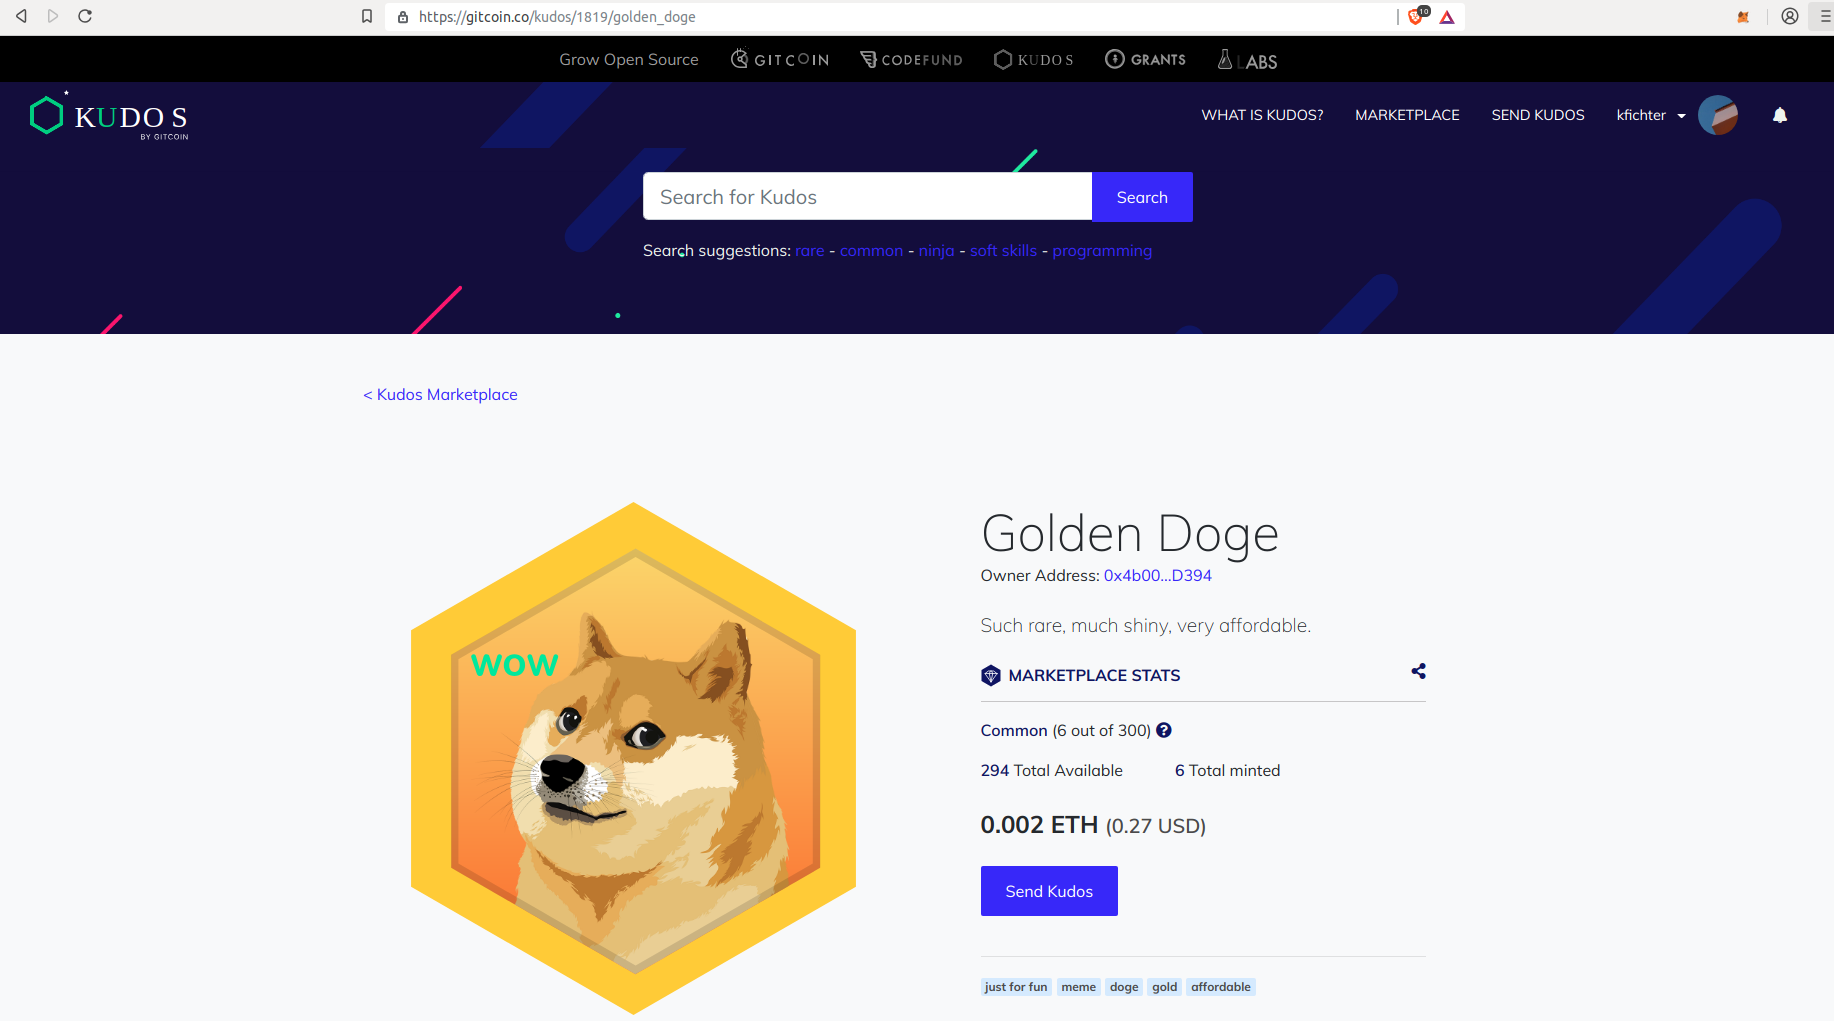 https://gitcoin.co/kudos/1819/golden_doge
10
Grow Open Source GITCOIN CODEFUND KUDOS GRANTS LABS
KUDOS
BY GITCOIN
WHAT IS KUDOS? MARKETPLACE SEND KUDOS kfichter
Search for Kudos Search
Search suggestions: rare - common - ninja - soft skills - programming
< Kudos Marketplace
wow
Golden Doge
Owner Address: 0x4b00...D394
Such rare, much shiny, very affordable.
MARKETPLACE STATS
Common (6 out of 300) ?
294 Total Available 6 Total minted
0.002 ETH (0.27 USD)
Send Kudos
just for fun meme doge gold affordable